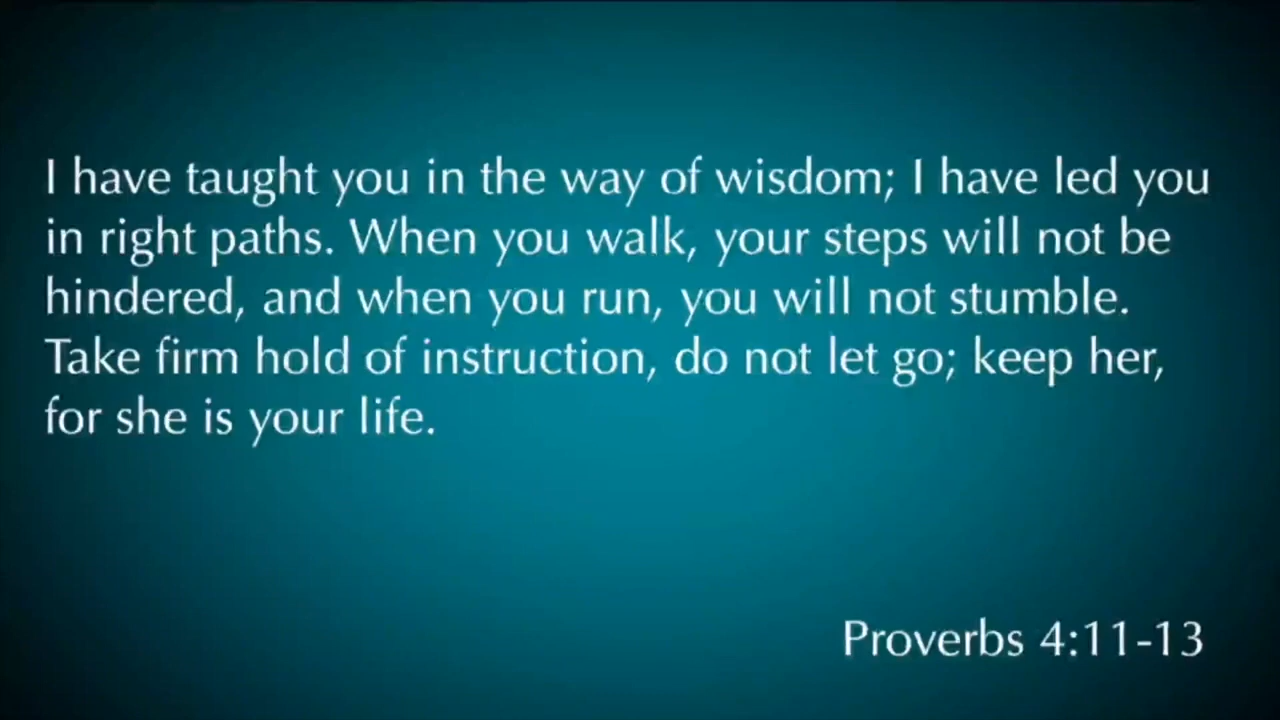 I have taught you in the way of wisdom; I have led you
in right paths. When you walk, your steps will not be
hindered, and when you run, you will not stumble.
Take firm hold of instruction, do not let go; keep her,
for she is your life.
Proverbs 4:11-13